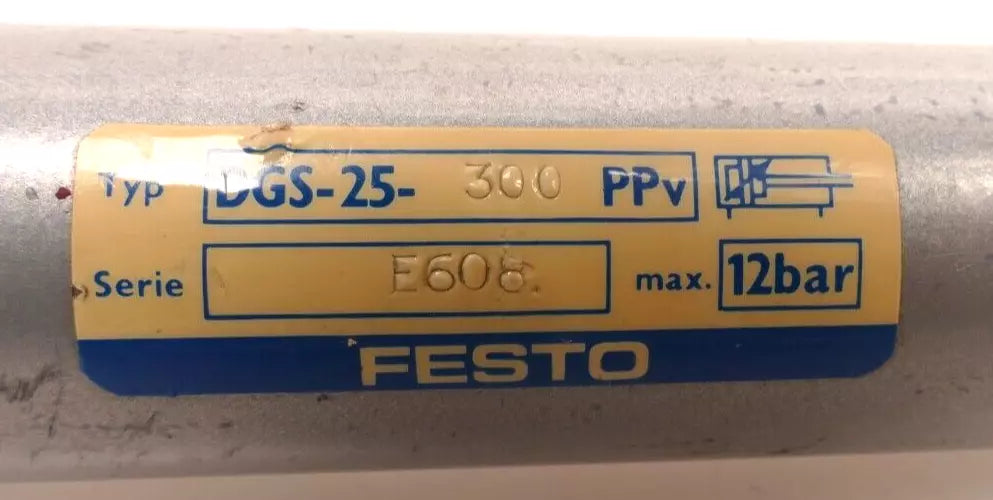 Typ DGS-25- 300 PPv
Serie E608. max. 12bar
FESTO